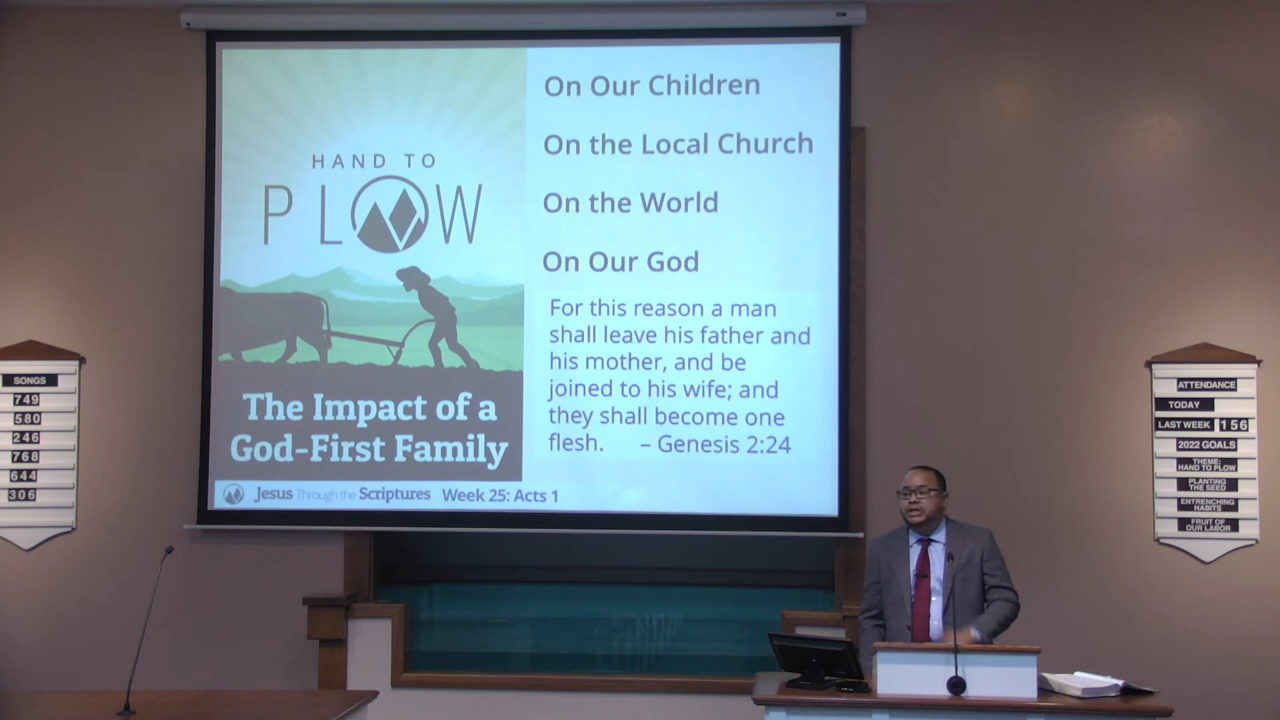 HAND TO
PLOW
The Impact of a
God-First Family
On Our Children
On the Local Church
On the World
On Our God
For this reason a man
shall leave his father and
his mother, and be
joined to his wife; and
they shall become one
flesh. – Genesis 2:24
Jesus Through the Scriptures Week 25: Acts 1
SONGS
749
580
246
768
644
306
ATTENDANCE
TODAY
LAST WEEK 156
2022 GOALS
THEME:
HAND TO PLOW
PLANTING
THE SEED
ENTRENCHING
HABITS
FRUIT OF
OUR LABOR